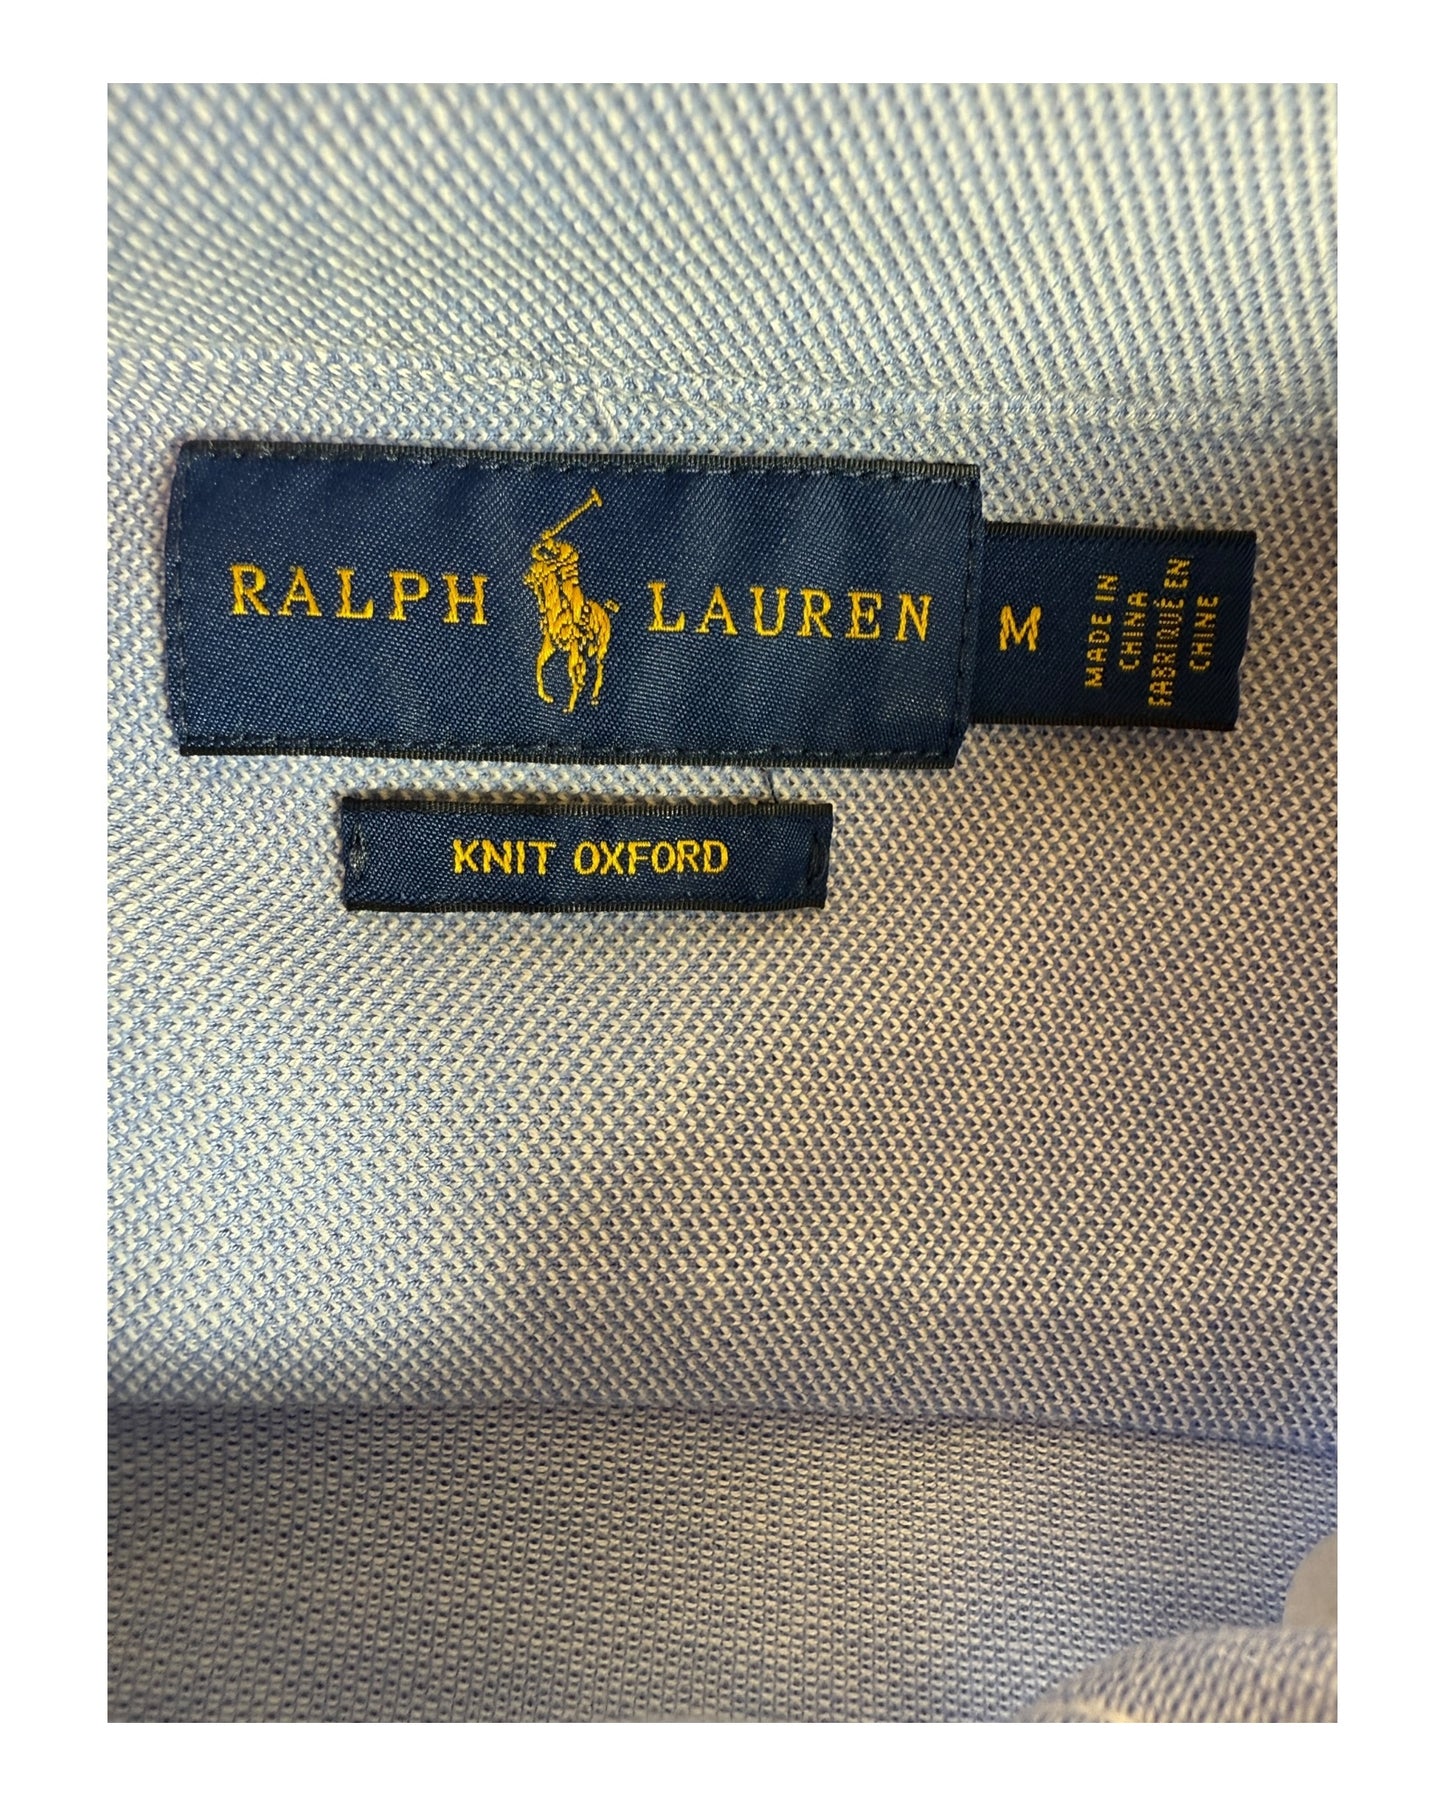 RALPH LAUREN
M
MADE IN
CHINA
FABRIQUÉ EN
CHINE
KNIT OXFORD